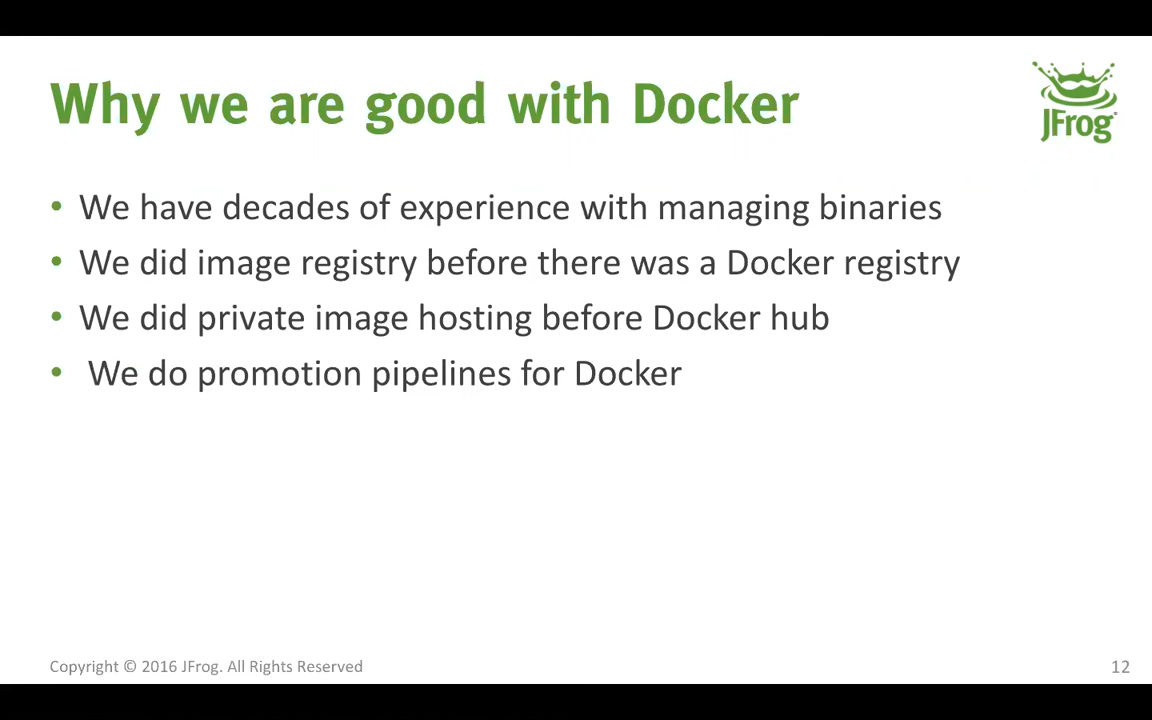 Why we are good with Docker
JFrog
• We have decades of experience with managing binaries
• We did image registry before there was a Docker registry
• We did private image hosting before Docker hub
• We do promotion pipelines for Docker
Copyright © 2016 JFrog. All Rights Reserved
12